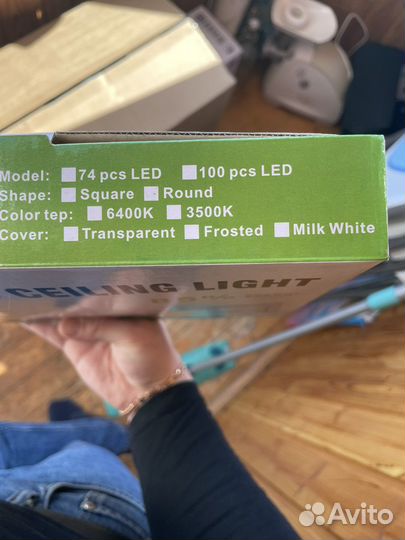 Model: 74 pcs LED 100 pcs LED
Shape: Square Round
Color tep: 6400K 3500K
Cover: Transparent Frosted Milk White
CEILING LIGHT
Avito